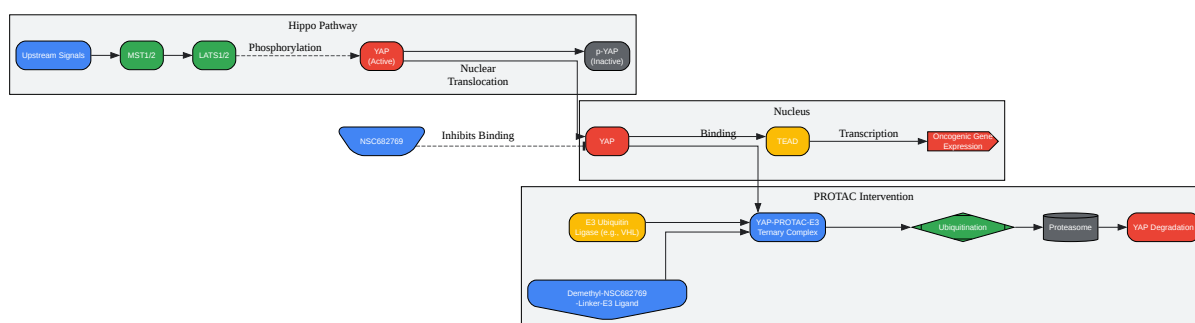 Hippo Pathway
Upstream Signals
MST1/2
LATS1/2
Phosphorylation
YAP
(Active)
p-YAP
(Inactive)
Nuclear
Translocation
Nucleus
NSC682769
Inhibits Binding
YAP
Binding
TEAD
Transcription
Oncogenic Gene
Expression
PROTAC Intervention
E3 Ubiquitin
Ligase (e.g., VHL)
YAP-PROTAC-E3
Ternary Complex
Ubiquitination
Proteasome
YAP Degradation
Demethyl-NSC682769
-Linker-E3 Ligand